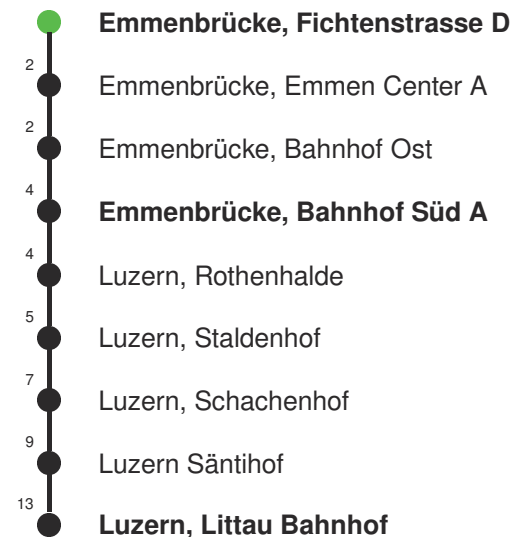 Emmenbrücke, Fichtenstrasse D
2 Emmenbrücke, Emmen Center A
2 Emmenbrücke, Bahnhof Ost
4 Emmenbrücke, Bahnhof Süd A
4 Luzern, Rothenhalde
5 Luzern, Staldenhof
7 Luzern, Schachenhof
9 Luzern Säntihof
13 Luzern, Littau Bahnhof